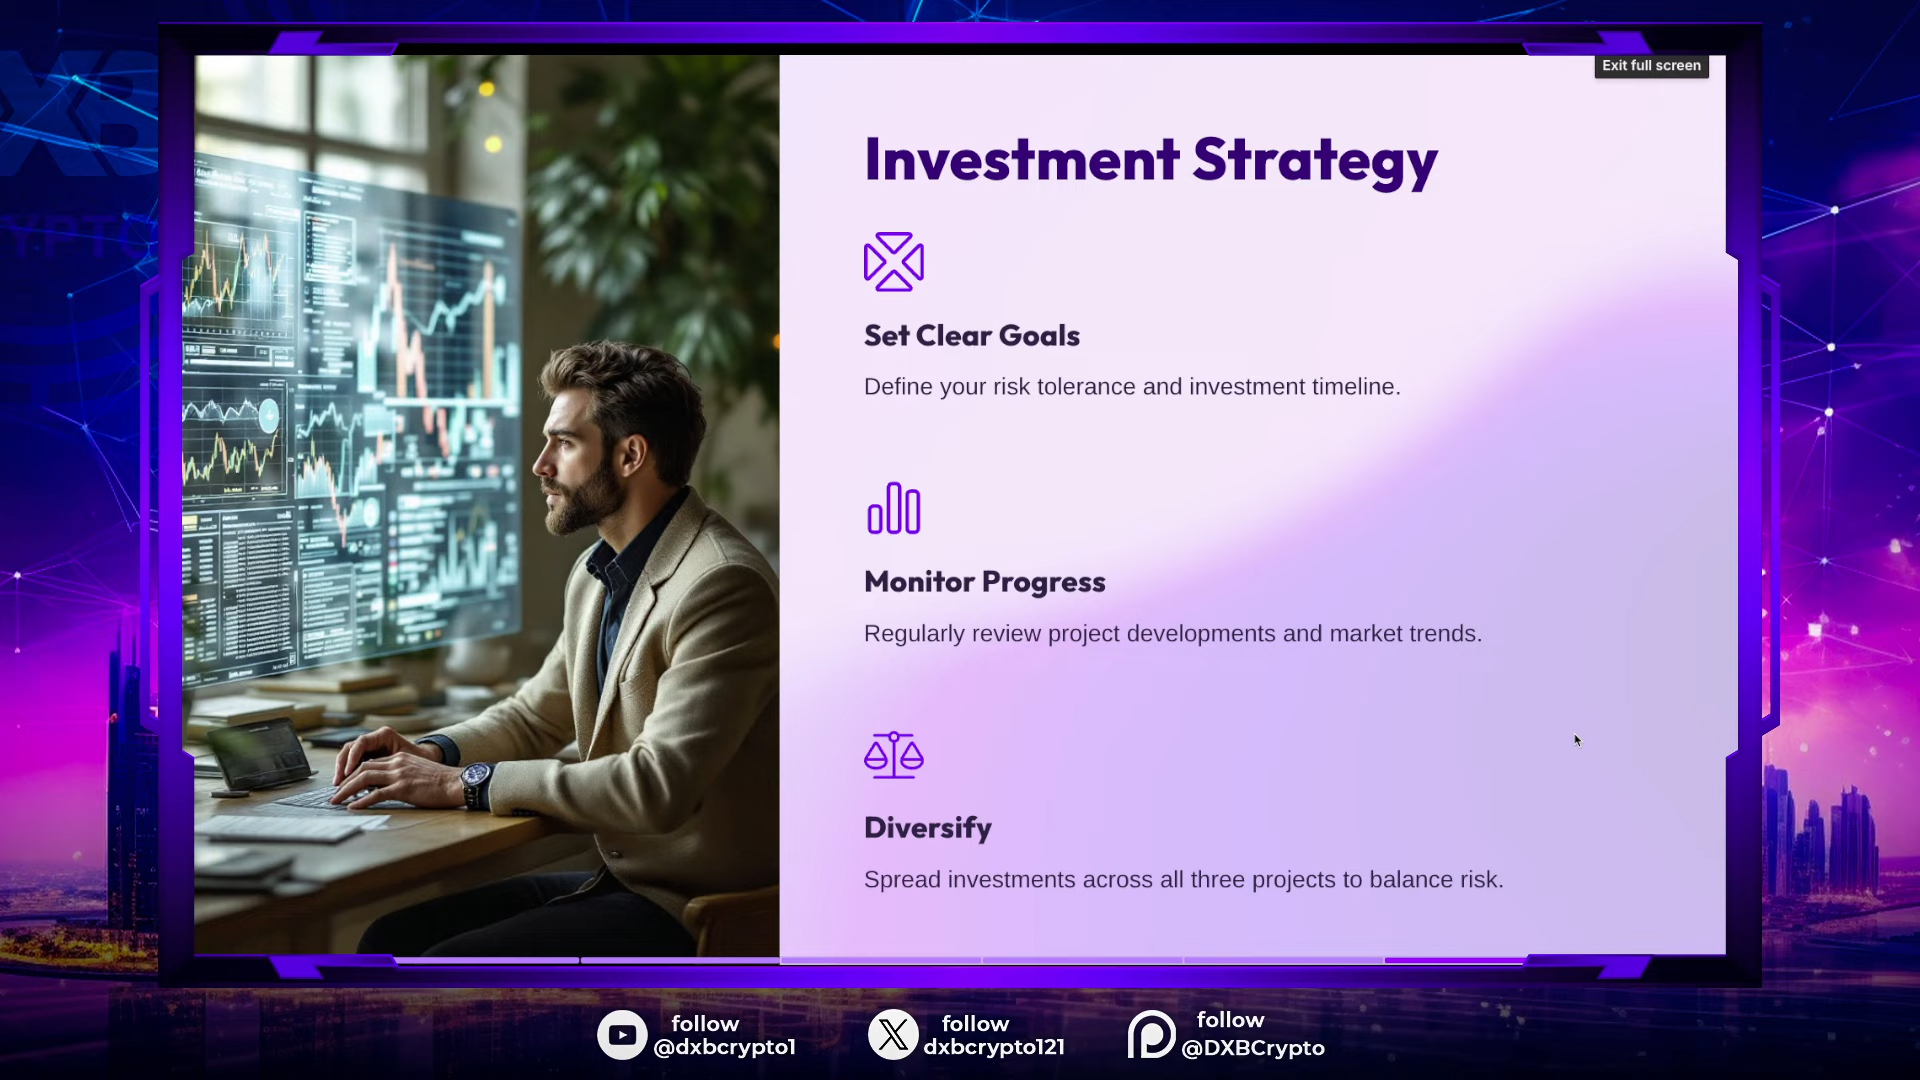 Exit full screen
Investment Strategy
Set Clear Goals
Define your risk tolerance and investment timeline.
Monitor Progress
Regularly review project developments and market trends.
Diversify
Spread investments across all three projects to balance risk.
follow
@dxbcrypto1
follow
dxbcrypto121
follow
@DXBCrypto